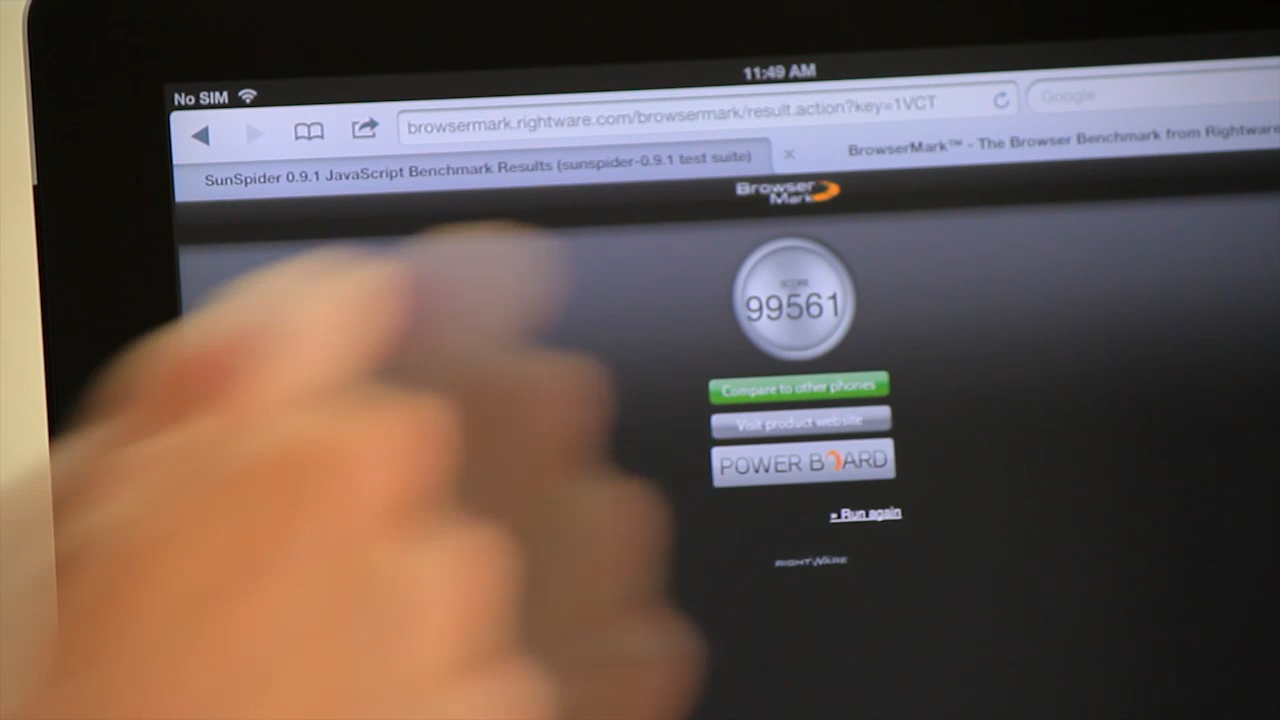 No SIM
11:49 AM
browsermark.rightware.com/browsermark/result.action?key=1VCT
Google
SunSpider 0.9.1 JavaScript Benchmark Results (sunspider-0.9.1 test suite)
BrowserMark™ - The Browser Benchmark from Rightware
Browser
Mark
SCORE
99561
Compare to other phones
Visit product website
POWER BOARD
» Run again
RIGHTWARE